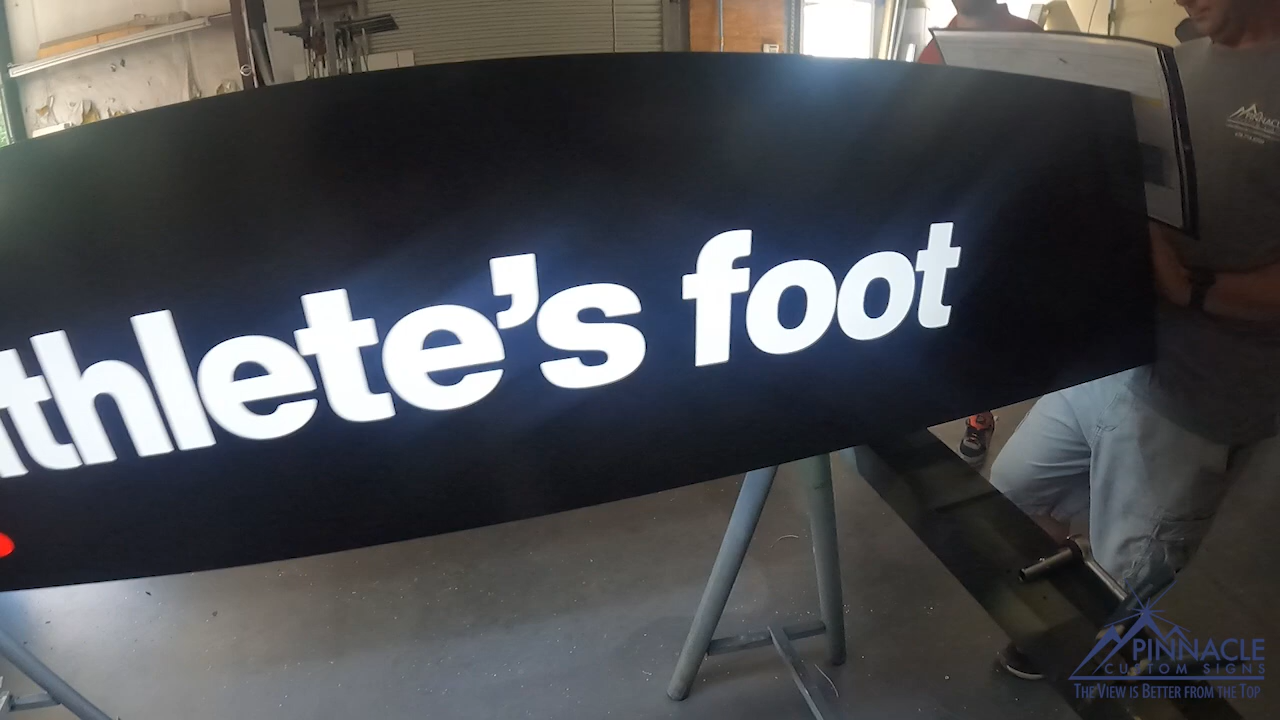 thlete's foot
PINNACLE
CUSTOM SIGNS
THE VIEW IS BETTER FROM THE TOP